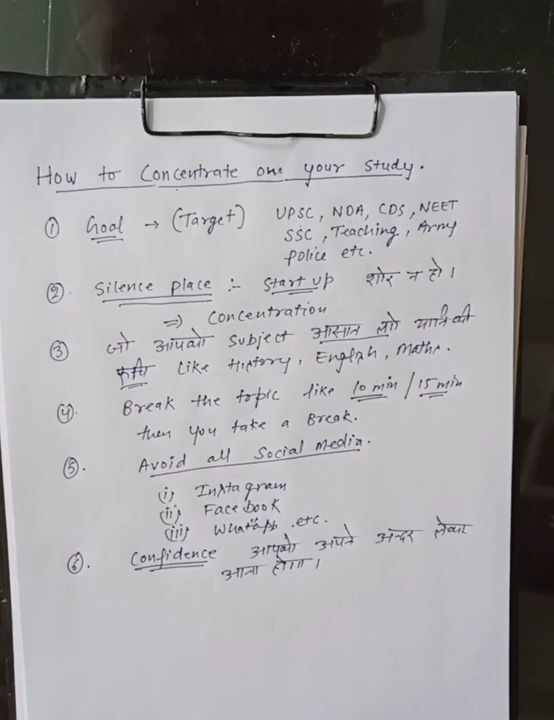 How to Concentrate one your study.
① Goal → (Target) UPSC, NDA, CDS, NEET
SSC, Teaching, Army
police etc.
②. Silence place :- Start up शोर न हो।
⇒ Concentration
③ जो आपको Subject आसान लगे यानि की
रूचि Like History, English, Maths.
④. Break the topic like 10 min / 15 min
then you take a Break.
⑤. Avoid all Social media.
(i) Instagram
(ii) Facebook
(iii) Whatapp .etc.
⑥. Confidence आपको अपने अन्दर लेकर
आना होगा।